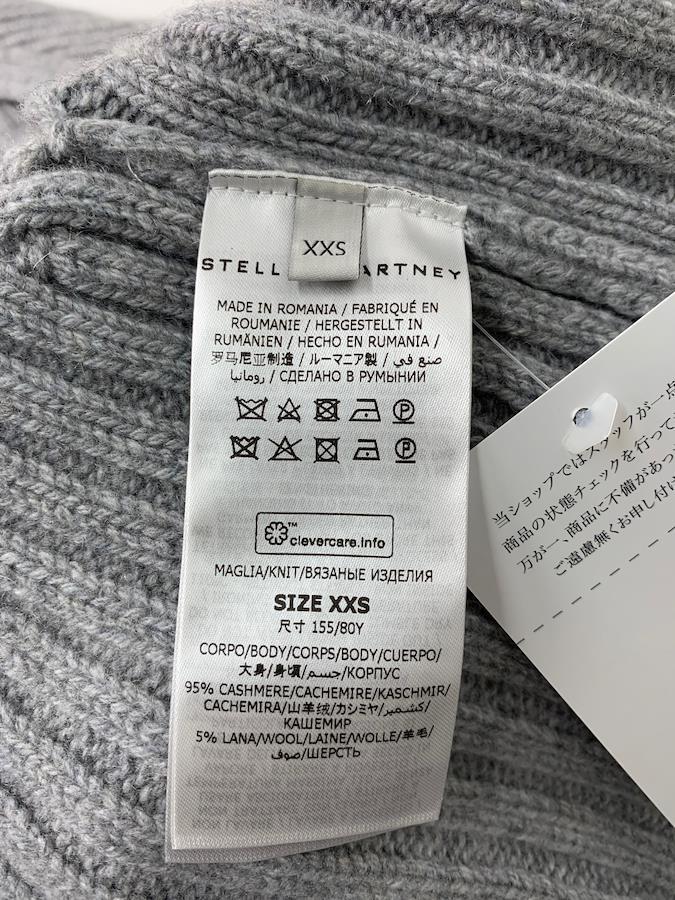 XXS
STELL ARTNEY
MADE IN ROMANIA / FABRIQUÉ EN
ROUMANIE / HERGESTELLT IN
RUMÄNIEN / HECHO EN RUMANIA /
罗马尼亚制造 / ルーマニア製 / صنع في
رومانيا / СДЕЛАНО В РУМЫНИИ
P
P
™
clevercare.info
MAGLIA/KNIT/ВЯЗАНЫЕ ИЗДЕЛИЯ
SIZE XXS
尺寸 155/80Y
CORPO/BODY/CORPS/BODY/CUERPO/
大身/身頃/جسم/КОРПУС
95% CASHMERE/CACHEMIRE/KASCHMIR/
CACHEMIRA/山羊绒/カシミヤ/كشمير/
КАШЕМИР
5% LANA/WOOL/LAINE/WOLLE/羊毛/
صوف/ШЕРСТЬ
当ショップではスタッフが一点
商品の状態チェックを行って
万が一、商品に不備があっ
ご遠慮無くお申し付け